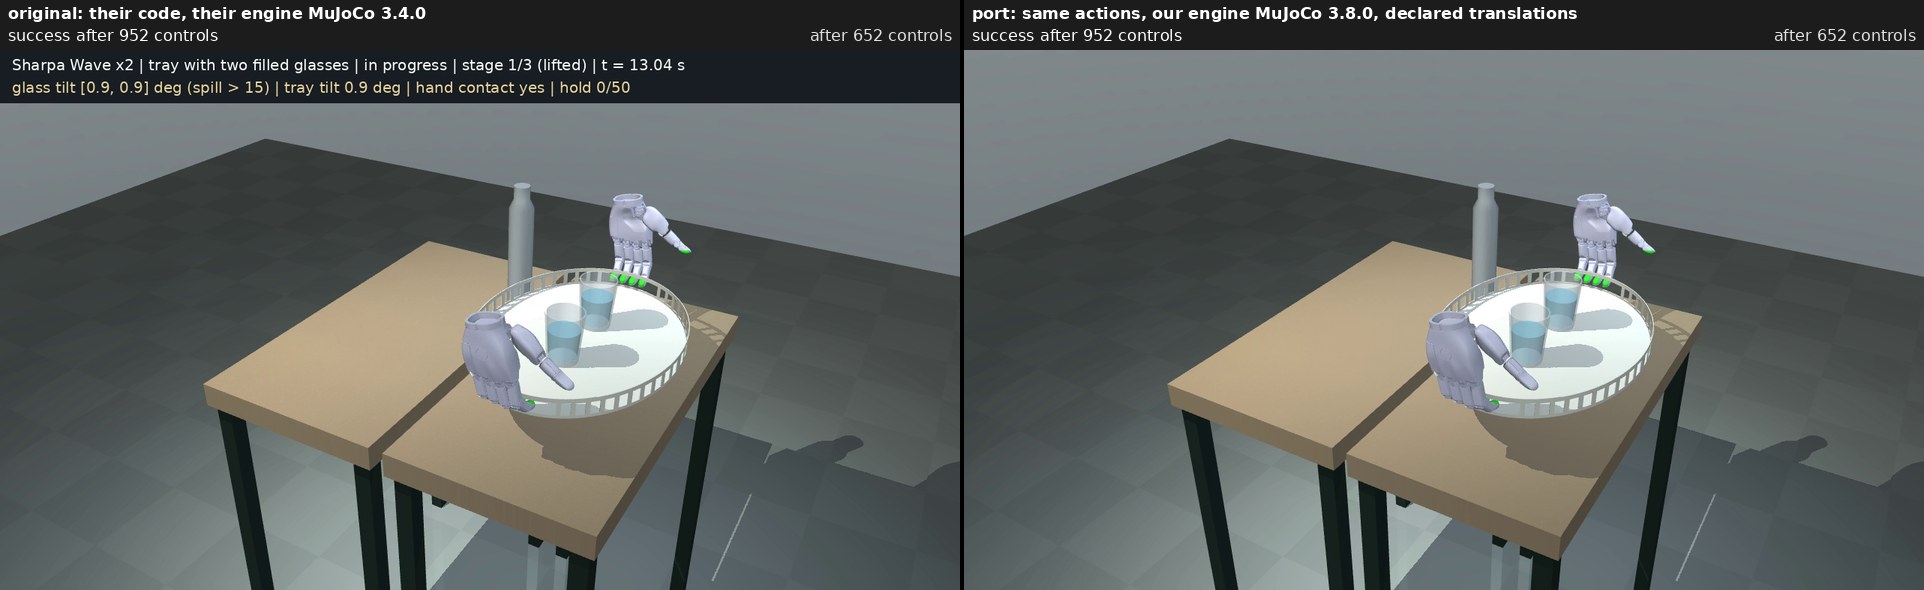 original: their code, their engine MuJoCo 3.4.0
success after 952 controls
after 652 controls
Sharpa Wave x2 | tray with two filled glasses | in progress | stage 1/3 (lifted) | t = 13.04 s
glass tilt [0.9, 0.9] deg (spill > 15) | tray tilt 0.9 deg | hand contact yes | hold 0/50
port: same actions, our engine MuJoCo 3.8.0, declared translations
success after 952 controls
after 652 controls